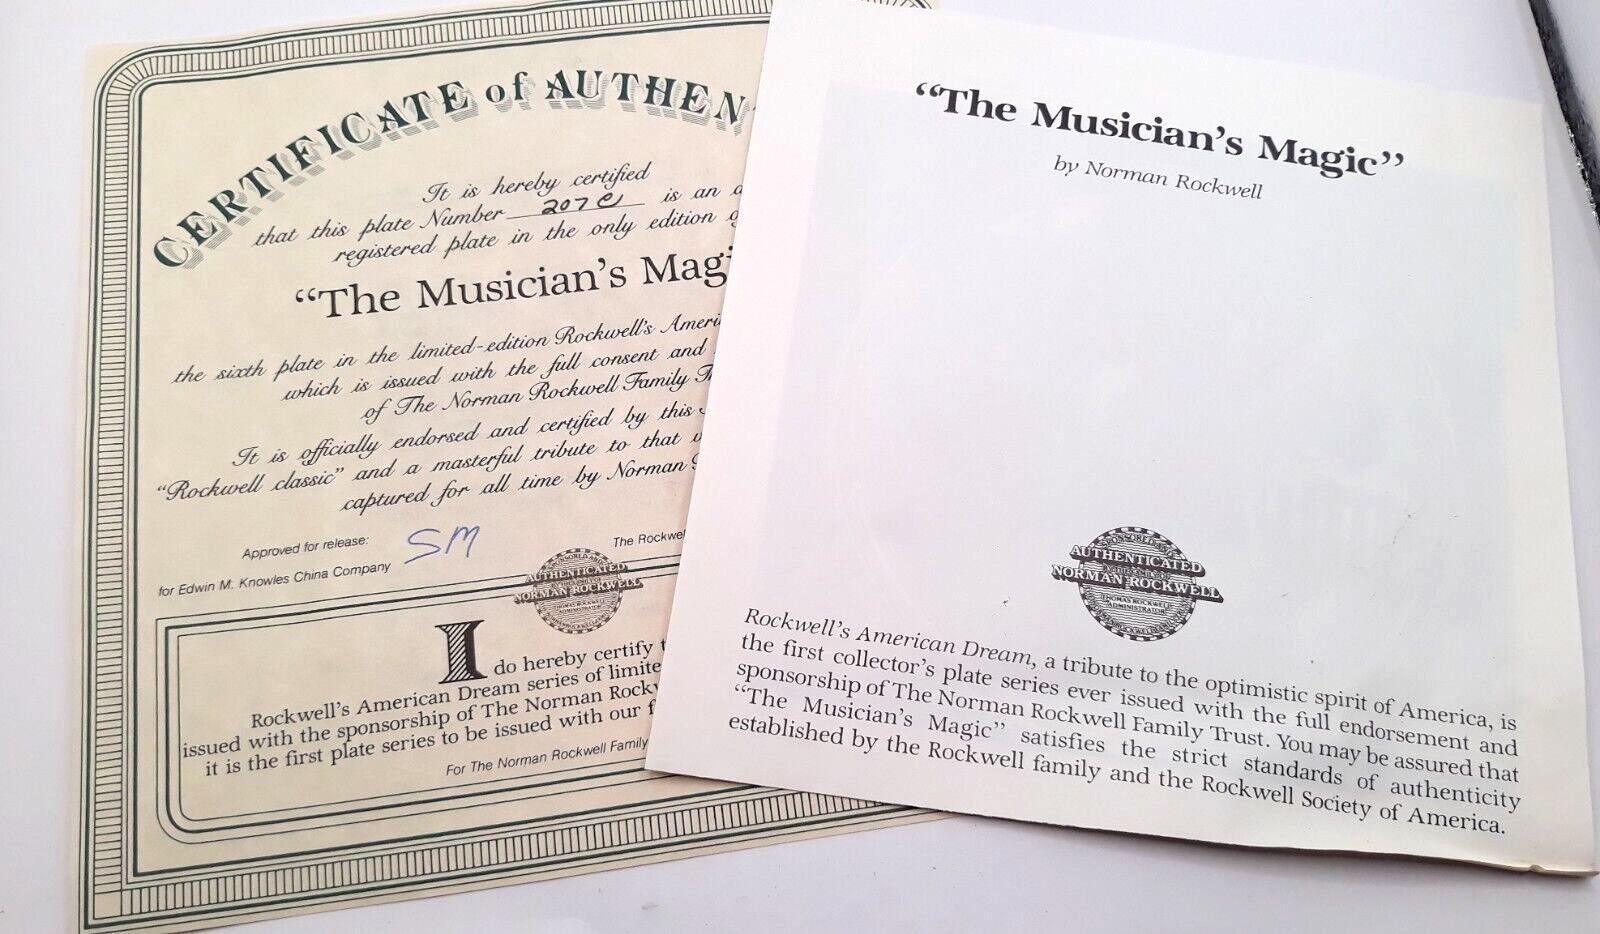 CERTIFICATE of AUTHEN
It is hereby certified
that this plate Number 207 C is an
registered plate in the only edition
"The Musician's Magi
the sixth plate in the limited-edition Rockwell's Ameri
which is issued with the full consent and
of The Norman Rockwell Family
It is officially endorsed and certified by this
"Rockwell classic" and a masterful tribute to that
captured for all time by Norman
Approved for release: SM
The Rockwe
for Edwin M. Knowles China Company
AUTHENTICATED
NORMAN ROCKWELL
I do hereby certify
Rockwell's American Dream series of limite
issued with the sponsorship of The Norman Rock
it is the first plate series to be issued with our
For The Norman Rockwell Family
"The Musician's Magic"
by Norman Rockwell
SPONSORED AND
AUTHENTICATED
NORMAN ROCKWELL
THOMAS ROCKWELL
ADMINISTRATOR
Rockwell's American Dream, a tribute to the optimistic spirit of America, is
the first collector's plate series ever issued with the full endorsement and
sponsorship of The Norman Rockwell Family Trust. You may be assured that
"The Musician's Magic" satisfies the strict standards of authenticity
established by the Rockwell family and the Rockwell Society of America.